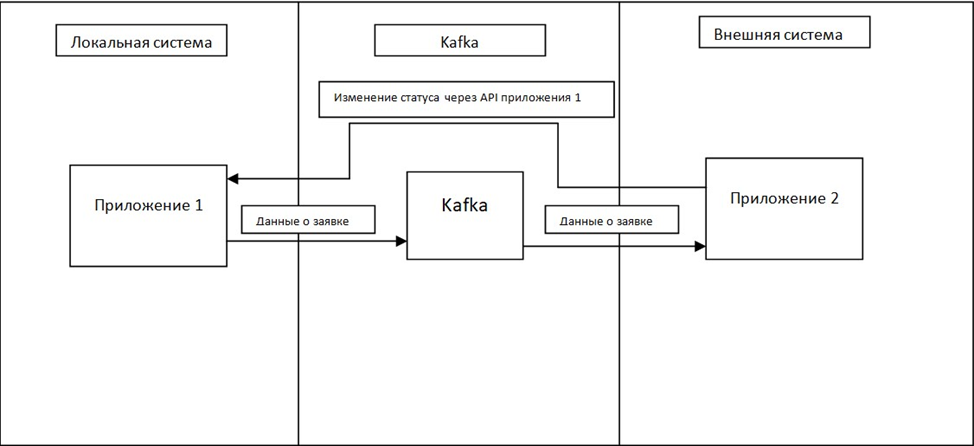 Локальная система
Kafka
Внешняя система
Изменение статуса через API приложения 1
Приложение 1
Kafka
Приложение 2
Данные о заявке
Данные о заявке